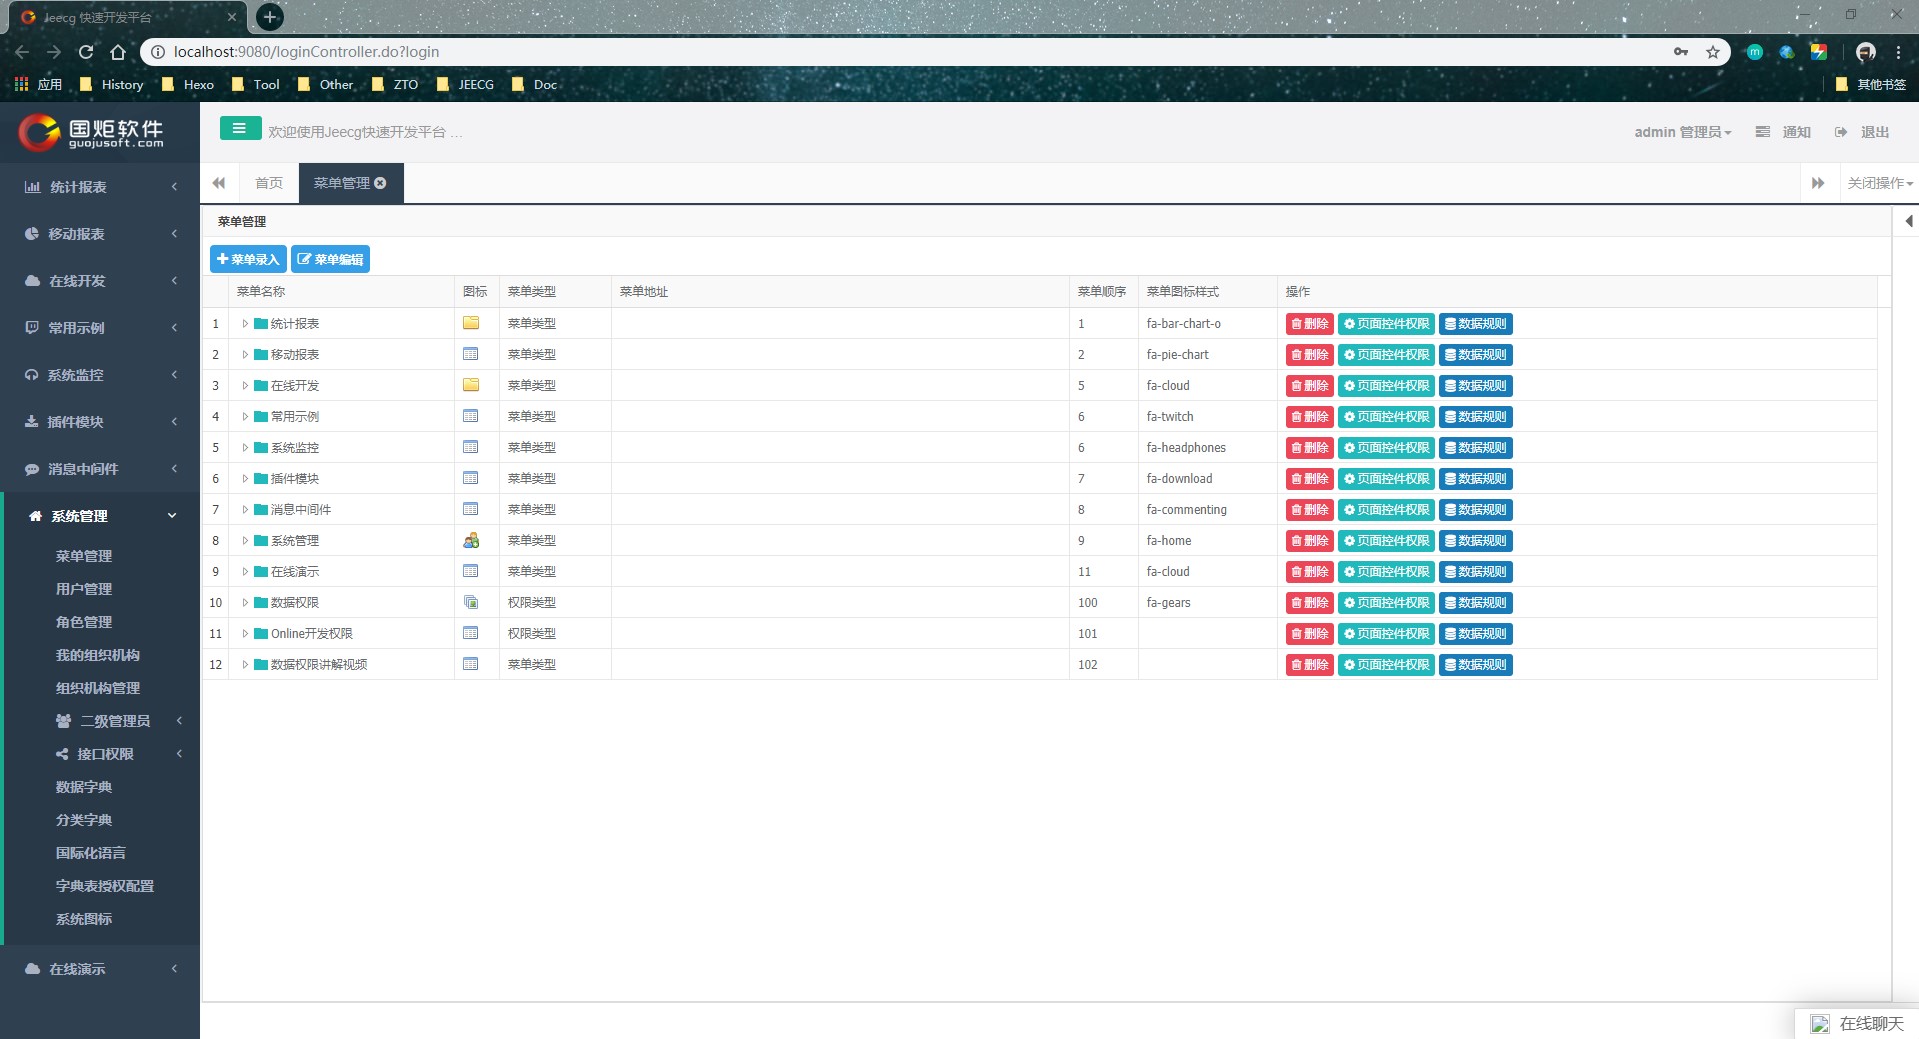 Jeecg 快速开发平台
localhost:9080/loginController.do?login
应用 History Hexo Tool Other ZTO JEECG Doc 其他书签
国炬软件
guojusoft.com
欢迎使用Jeecg快速开发平台 ...
admin 管理员 通知 退出
首页 菜单管理 关闭操作
统计报表
移动报表
在线开发
常用示例
系统监控
插件模块
消息中间件
系统管理
菜单管理
用户管理
角色管理
我的组织机构
组织机构管理
二级管理员
接口权限
数据字典
分类字典
国际化语言
字典表授权配置
系统图标
在线演示
菜单管理
菜单录入 菜单编辑
菜单名称 图标 菜单类型 菜单地址 菜单顺序 菜单图标样式 操作
1 统计报表 菜单类型 1 fa-bar-chart-o 删除 页面控件权限 数据规则
2 移动报表 菜单类型 2 fa-pie-chart 删除 页面控件权限 数据规则
3 在线开发 菜单类型 5 fa-cloud 删除 页面控件权限 数据规则
4 常用示例 菜单类型 6 fa-twitch 删除 页面控件权限 数据规则
5 系统监控 菜单类型 6 fa-headphones 删除 页面控件权限 数据规则
6 插件模块 菜单类型 7 fa-download 删除 页面控件权限 数据规则
7 消息中间件 菜单类型 8 fa-commenting 删除 页面控件权限 数据规则
8 系统管理 菜单类型 9 fa-home 删除 页面控件权限 数据规则
9 在线演示 菜单类型 11 fa-cloud 删除 页面控件权限 数据规则
10 数据权限 权限类型 100 fa-gears 删除 页面控件权限 数据规则
11 Online开发权限 权限类型 101 删除 页面控件权限 数据规则
12 数据权限讲解视频 菜单类型 102 删除 页面控件权限 数据规则
在线聊天